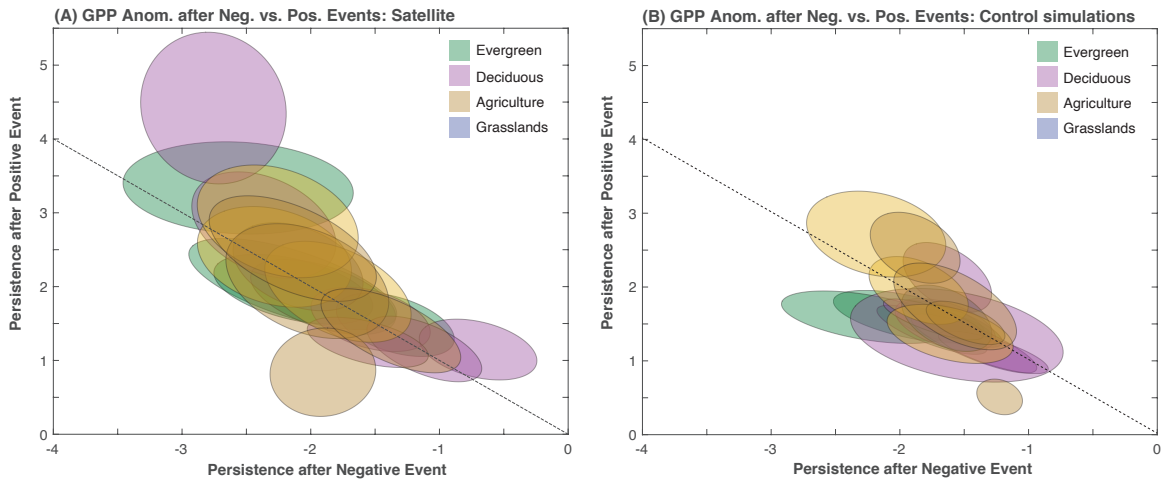 (A) GPP Anom. after Neg. vs. Pos. Events: Satellite
Persistence after Positive Event
5
4
3
2
1
0
-4
-3
-2
-1
0
Persistence after Negative Event
Evergreen
Deciduous
Agriculture
Grasslands
(B) GPP Anom. after Neg. vs. Pos. Events: Control simulations
Persistence after Positive Event
5
4
3
2
1
0
-4
-3
-2
-1
0
Persistence after Negative Event
Evergreen
Deciduous
Agriculture
Grasslands